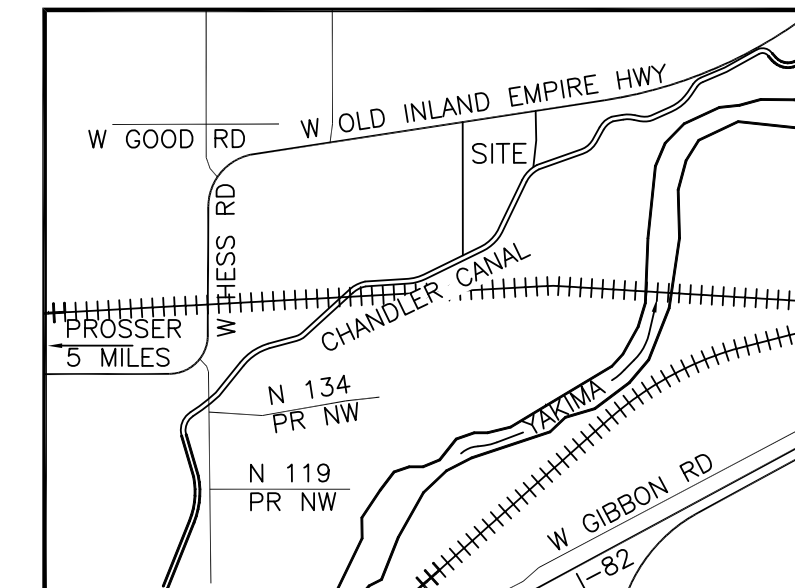 W OLD INLAND EMPIRE HWY
W GOOD RD
SITE
W HESS RD
CHANDLER CANAL
PROSSER
5 MILES
N 134
PR NW
YAKIMA
N 119
PR NW
W GIBBON RD
I-82